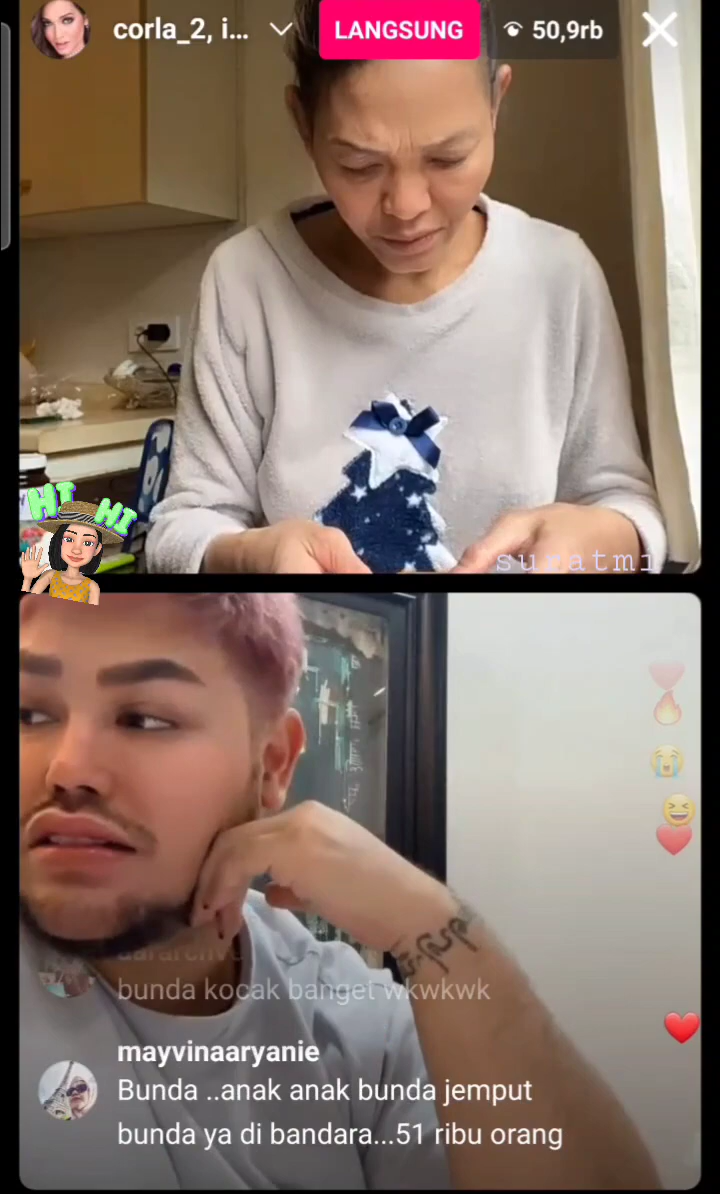 corla_2, i...
LANGSUNG
50,9rb
HI HI
suratmi
bunda kocak banget wkwkwk
mayvinaaryanie
Bunda ..anak anak bunda jemput
bunda ya di bandara...51 ribu orang